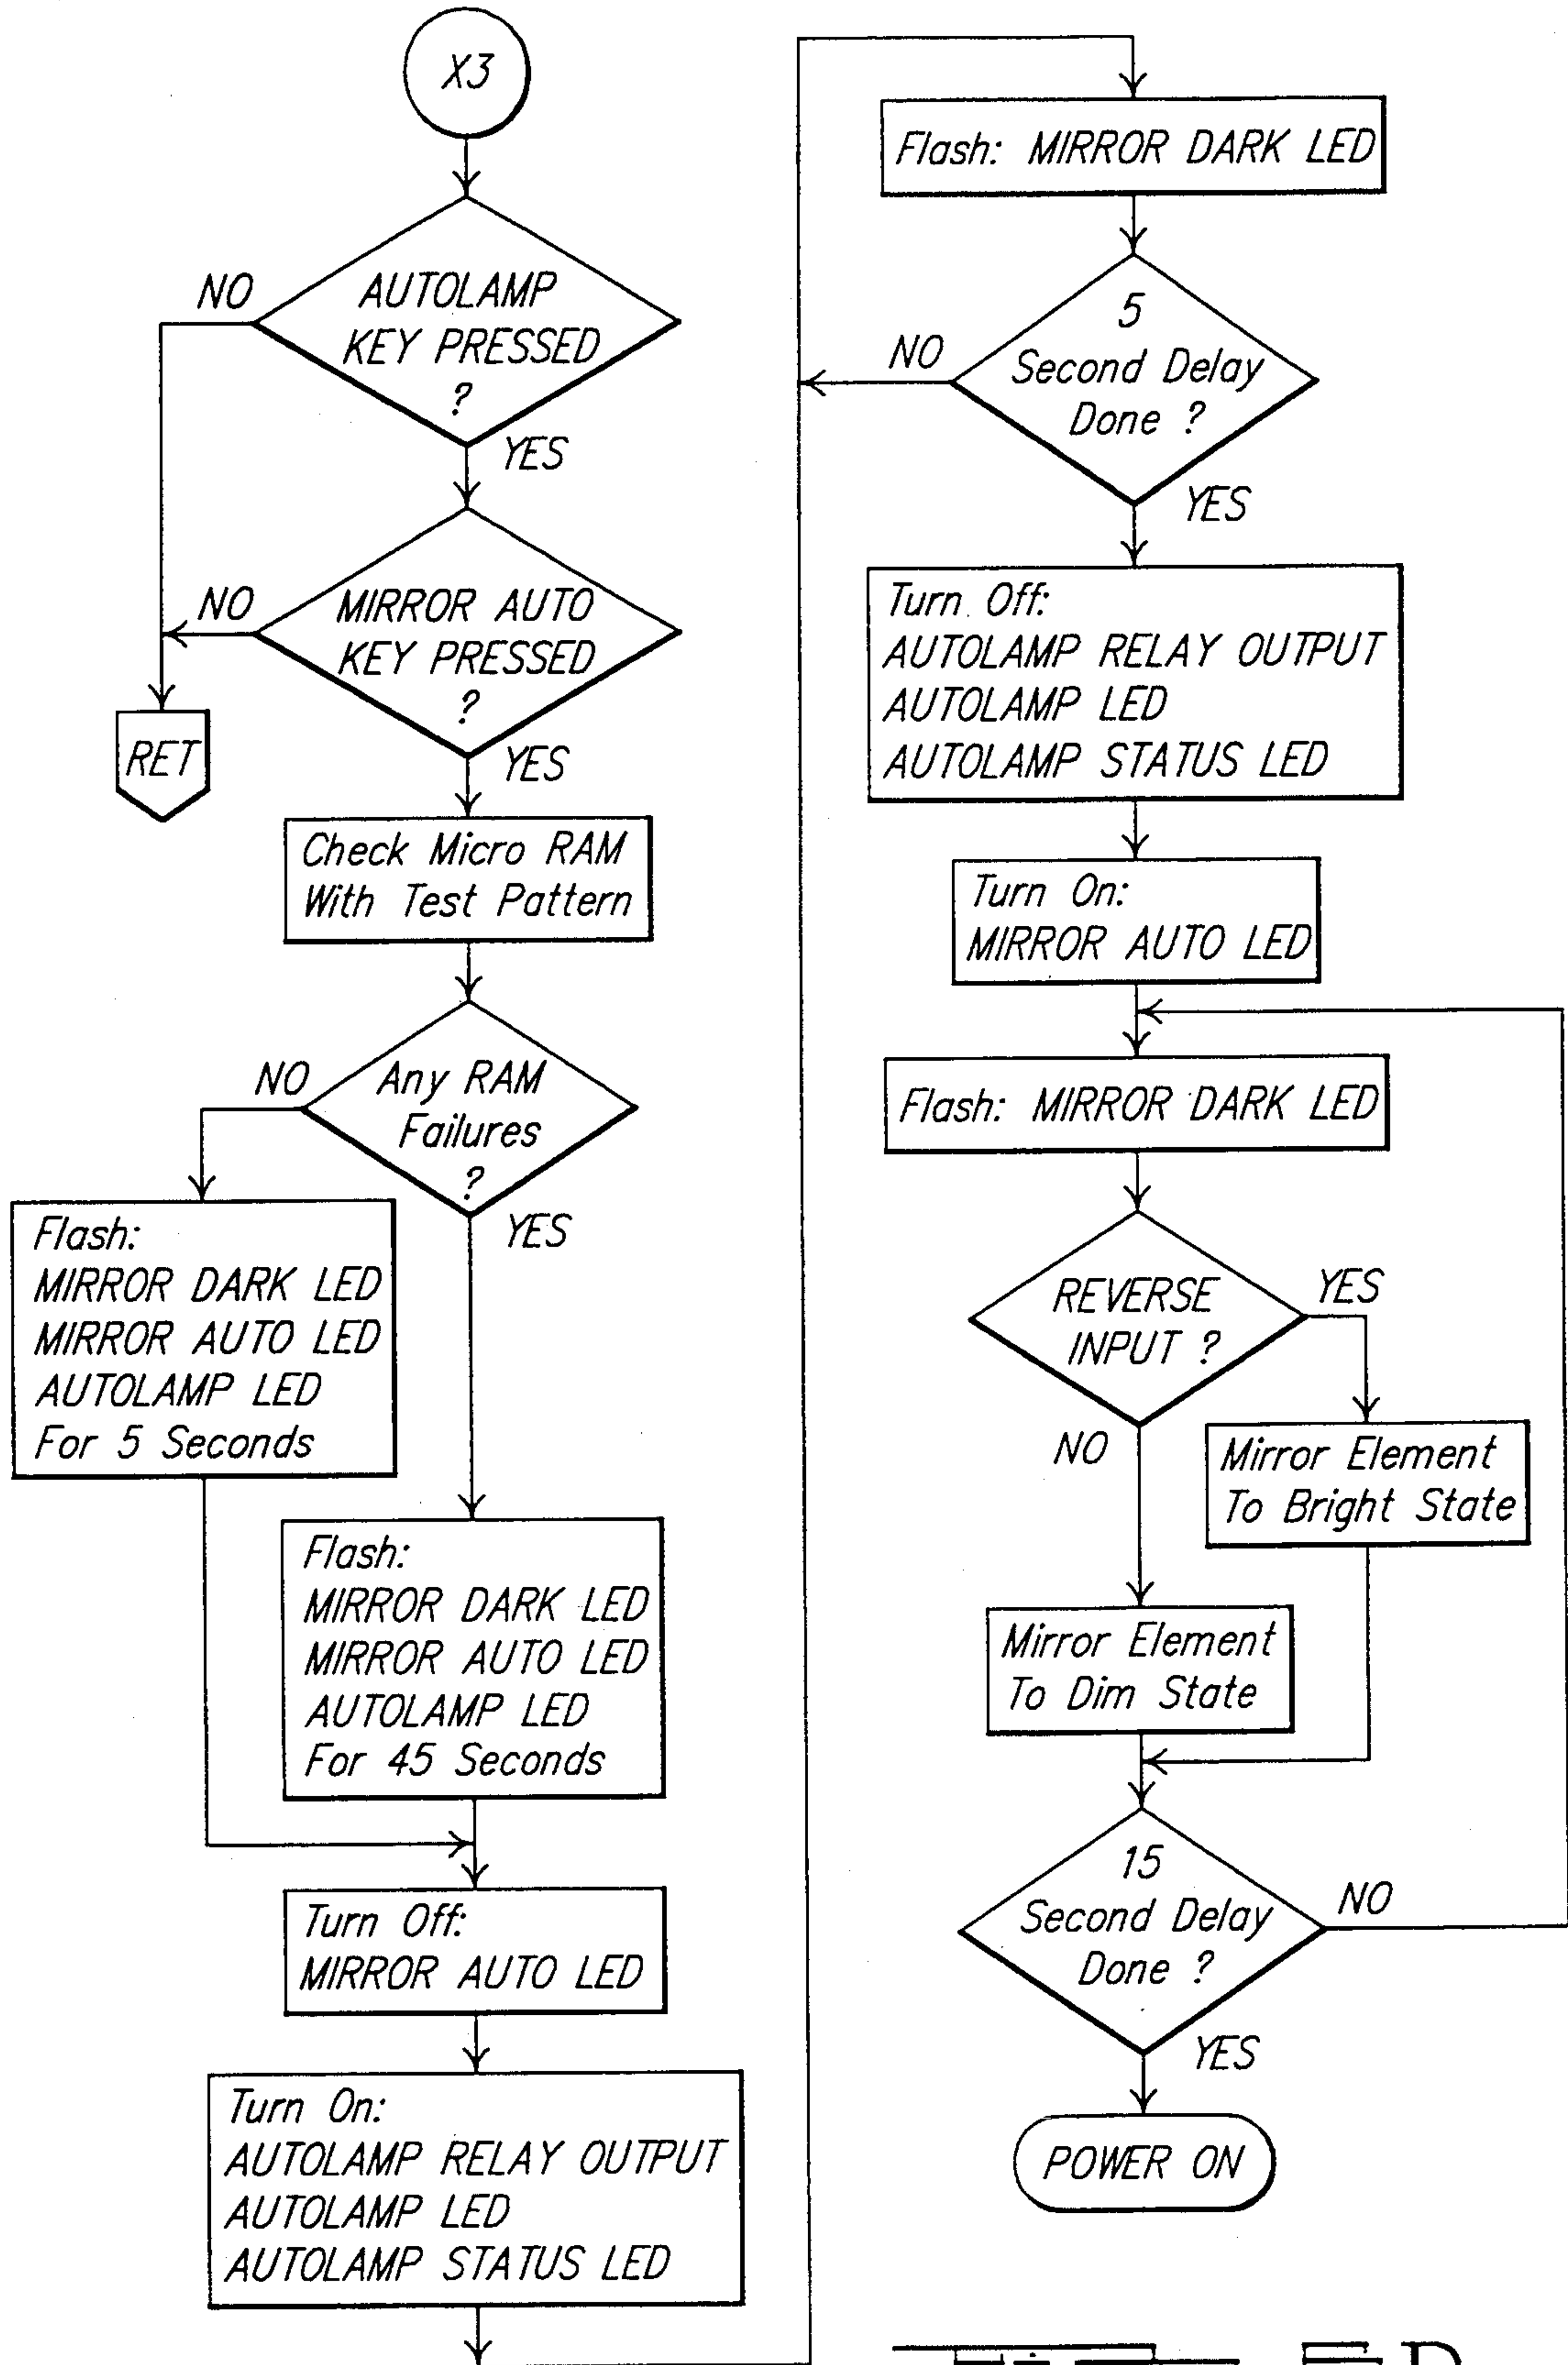 X3
AUTOLAMP
KEY PRESSED
?
NO
YES
MIRROR AUTO
KEY PRESSED
?
NO
YES
RET
Check Micro RAM
With Test Pattern
Any RAM
Failures
?
NO
YES
Flash:
MIRROR DARK LED
MIRROR AUTO LED
AUTOLAMP LED
For 5 Seconds
Flash:
MIRROR DARK LED
MIRROR AUTO LED
AUTOLAMP LED
For 45 Seconds
Turn Off:
MIRROR AUTO LED
Turn On:
AUTOLAMP RELAY OUTPUT
AUTOLAMP LED
AUTOLAMP STATUS LED
Flash: MIRROR DARK LED
5
Second Delay
Done ?
NO
YES
Turn Off:
AUTOLAMP RELAY OUTPUT
AUTOLAMP LED
AUTOLAMP STATUS LED
Turn On:
MIRROR AUTO LED
Flash: MIRROR DARK LED
REVERSE
INPUT ?
YES
NO
Mirror Element
To Bright State
Mirror Element
To Dim State
15
Second Delay
Done ?
NO
YES
POWER ON